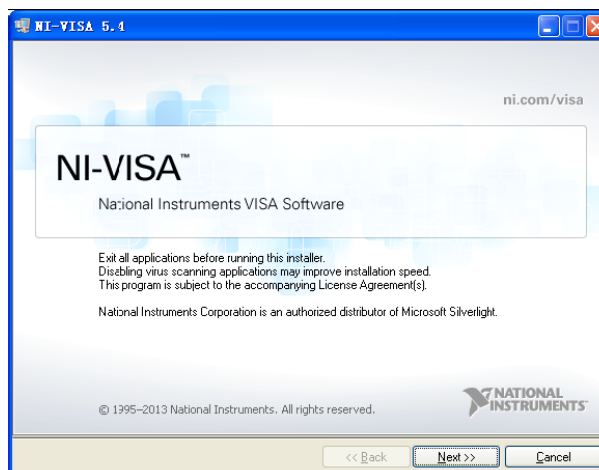 NI-VISA 5.4
ni.com/visa
NI-VISA™
National Instruments VISA Software
Exit all applications before running this installer.
Disabling virus scanning applications may improve installation speed.
This program is subject to the accompanying License Agreement(s).
National Instruments Corporation is an authorized distributor of Microsoft Silverlight.
© 1995–2013 National Instruments. All rights reserved.
NATIONAL
INSTRUMENTS™
<< Back Next >> Cancel